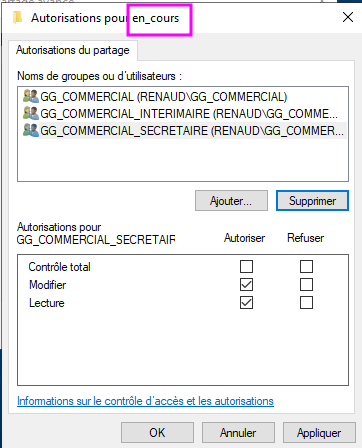 Autorisations pour en_cours
Autorisations du partage
Noms de groupes ou d'utilisateurs :
GG_COMMERCIAL (RENAUD\GG_COMMERCIAL)
GG_COMMERCIAL_INTERIMAIRE (RENAUD\GG_COMME...
GG_COMMERCIAL_SECRETAIRE (RENAUD\GG_COMMER...
Ajouter... Supprimer
Autorisations pour
GG_COMMERCIAL_SECRETAIR Autoriser Refuser
Contrôle total
Modifier
Lecture
Informations sur le contrôle d'accès et les autorisations
OK Annuler Appliquer